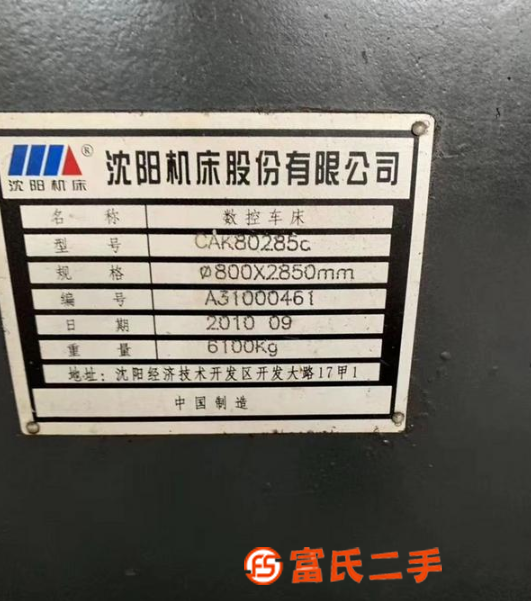 沈阳机床®
沈阳机床股份有限公司
名 称 数控车床
型 号 CAK80285c
规 格 ø800X2850mm
编 号 A31000461
日 期 2010 09
重 量 6100Kg
地址: 沈阳经济技术开发区开发大路17甲1
中国制造
FS 富氏二手